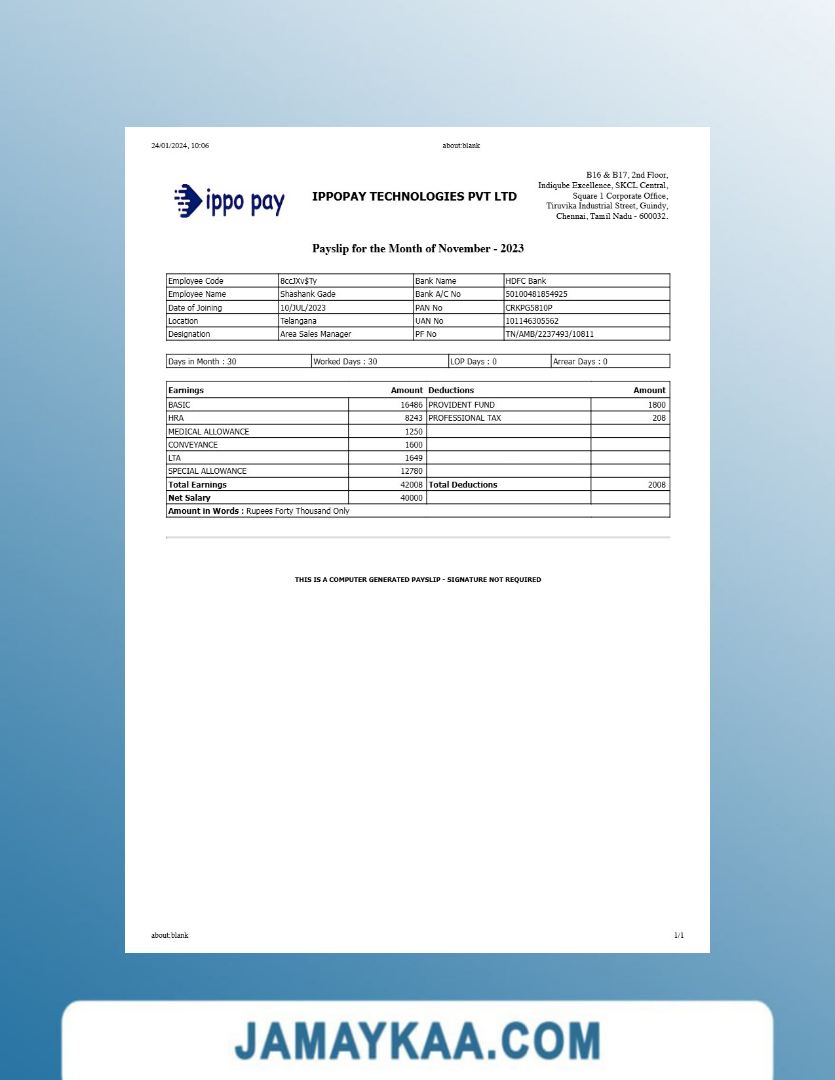 24/01/2024, 10:06 about:blank
ippo pay
IPPOPAY TECHNOLOGIES PVT LTD
B16 & B17, 2nd Floor,
Indiqube Excellence, SKCL Central,
Square 1 Corporate Office,
Tiruvika Industrial Street, Guindy,
Chennai, Tamil Nadu - 600032.
Payslip for the Month of November - 2023
Employee Code 8ccJXv$Ty Bank Name HDFC Bank
Employee Name Shashank Gade Bank A/C No 50100481854925
Date of Joining 10/JUL/2023 PAN No CRKPG5810P
Location Telangana UAN No 101146305562
Designation Area Sales Manager PF No TN/AMB/2237493/10811
Days in Month : 30 Worked Days : 30 LOP Days : 0 Arrear Days : 0
Earnings Amount Deductions Amount
BASIC 16486 PROVIDENT FUND 1800
HRA 8243 PROFESSIONAL TAX 208
MEDICAL ALLOWANCE 1250
CONVEYANCE 1600
LTA 1649
SPECIAL ALLOWANCE 12780
Total Earnings 42008 Total Deductions 2008
Net Salary 40000
Amount in Words : Rupees Forty Thousand Only
THIS IS A COMPUTER GENERATED PAYSLIP - SIGNATURE NOT REQUIRED
about:blank 1/1
JAMAYKAA.COM